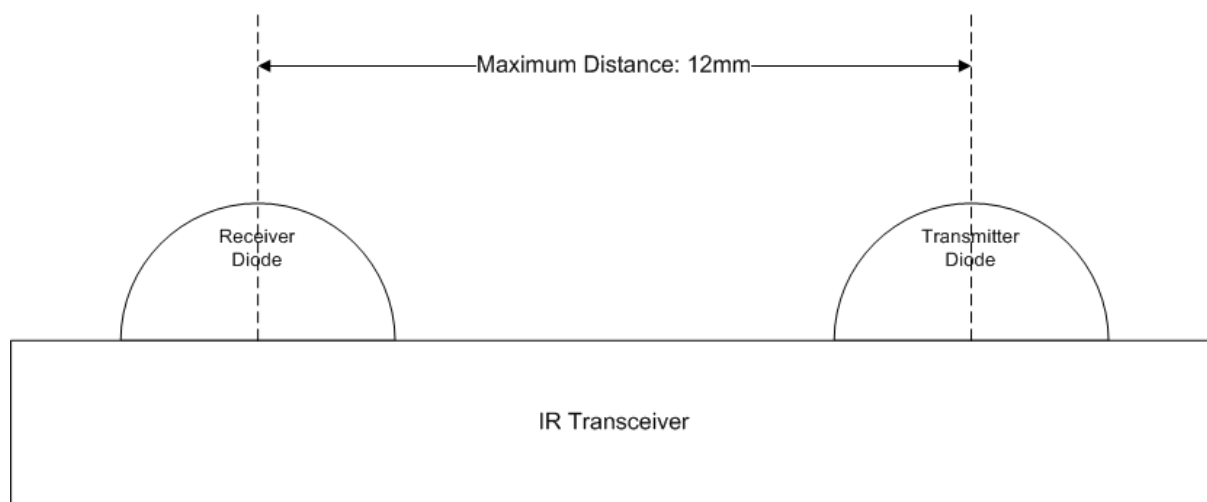 Maximum Distance: 12mm
Receiver
Diode
Transmitter
Diode
IR Transceiver